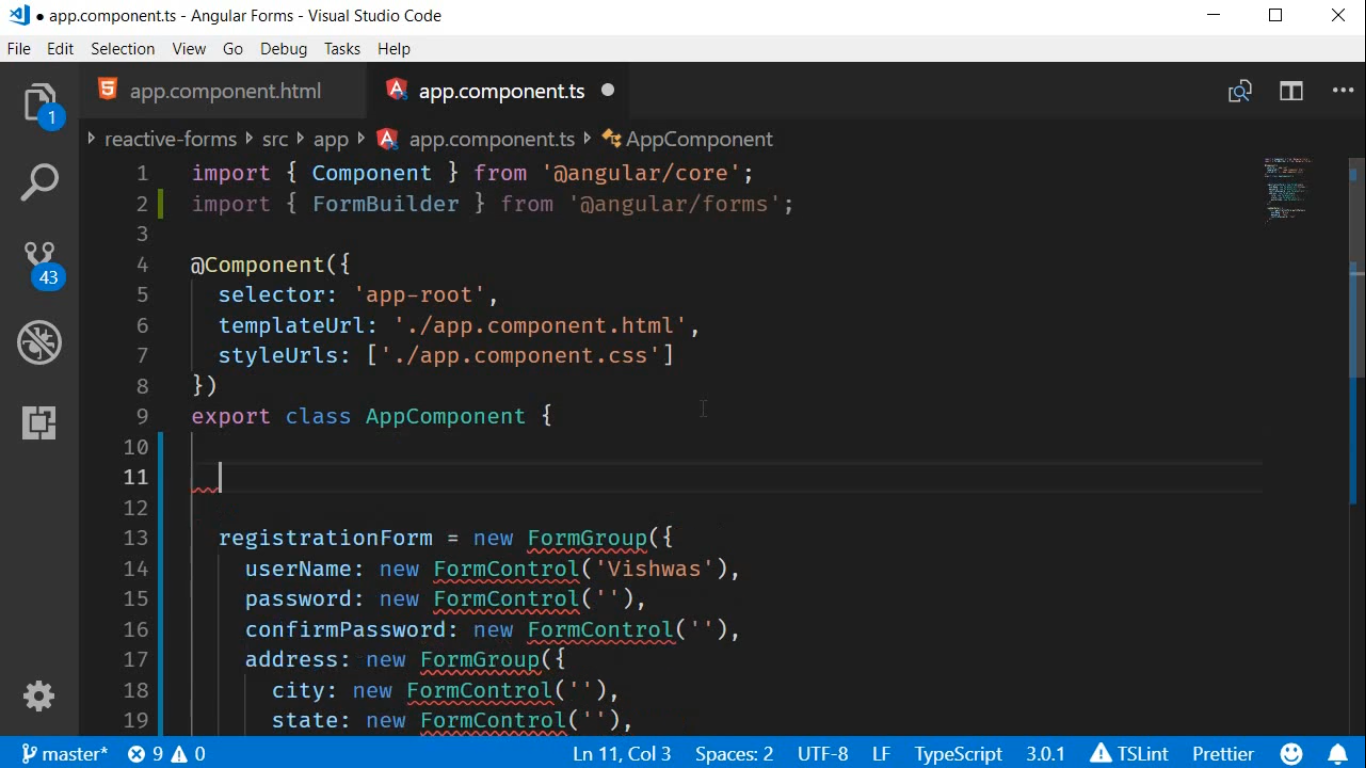 app.component.ts - Angular Forms - Visual Studio Code
File Edit Selection View Go Debug Tasks Help
app.component.html app.component.ts
reactive-forms src app app.component.ts AppComponent
1 import { Component } from '@angular/core';
2 import { FormBuilder } from '@angular/forms';
3
4 @Component({
5 selector: 'app-root',
6 templateUrl: './app.component.html',
7 styleUrls: ['./app.component.css']
8 })
9 export class AppComponent {
10
11
12
13 registrationForm = new FormGroup({
14 userName: new FormControl('Vishwas'),
15 password: new FormControl(''),
16 confirmPassword: new FormControl(''),
17 address: new FormGroup({
18 city: new FormControl(''),
19 state: new FormControl(''),
1
43
master* 9 0 Ln 11, Col 3 Spaces: 2 UTF-8 LF TypeScript 3.0.1 TSLint Prettier